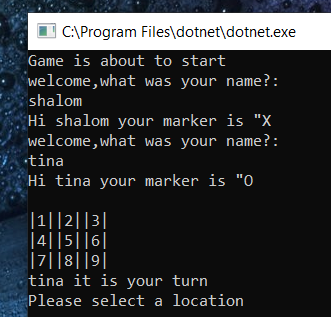 C:\Program Files\dotnet\dotnet.exe
Game is about to start
welcome,what was your name?:
shalom
Hi shalom your marker is "X
welcome,what was your name?:
tina
Hi tina your marker is "O
|1||2||3|
|4||5||6|
|7||8||9|
tina it is your turn
Please select a location